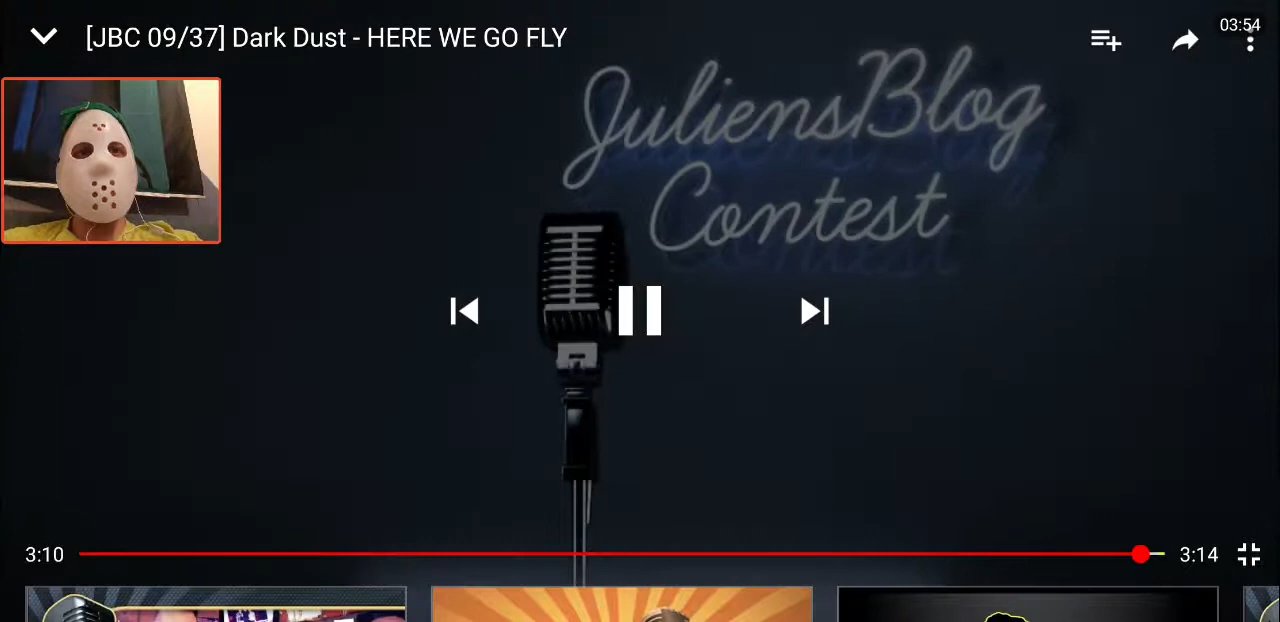 [JBC 09/37] Dark Dust - HERE WE GO FLY
03:54
JuliensBlog
Contest
3:10
3:14